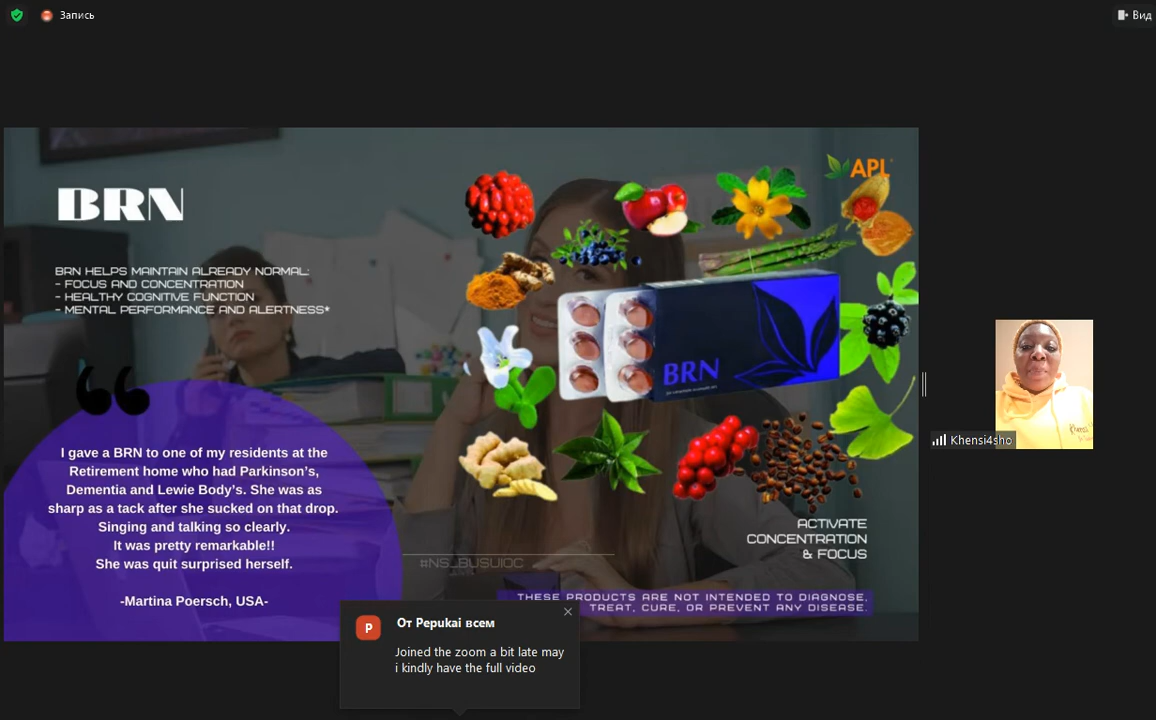 Запись
Вид
APL
BRN
BRN HELPS MAINTAIN ALREADY NORMAL:
- FOCUS AND CONCENTRATION
- HEALTHY COGNITIVE FUNCTION
- MENTAL PERFORMANCE AND ALERTNESS*
BRN
“
I gave a BRN to one of my residents at the
Retirement home who had Parkinson's,
Dementia and Lewie Body's. She was as
sharp as a tack after she sucked on that drop.
Singing and talking so clearly.
It was pretty remarkable!!
She was quit surprised herself.
-Martina Poersch, USA-
ACTIVATE
CONCENTRATION
& FOCUS
#NS_BUSUIOC
THESE PRODUCTS ARE NOT INTENDED TO DIAGNOSE,
TREAT, CURE, OR PREVENT ANY DISEASE.
Khensi4sho
P
От Pepukai всем
Joined the zoom a bit late may
i kindly have the full video